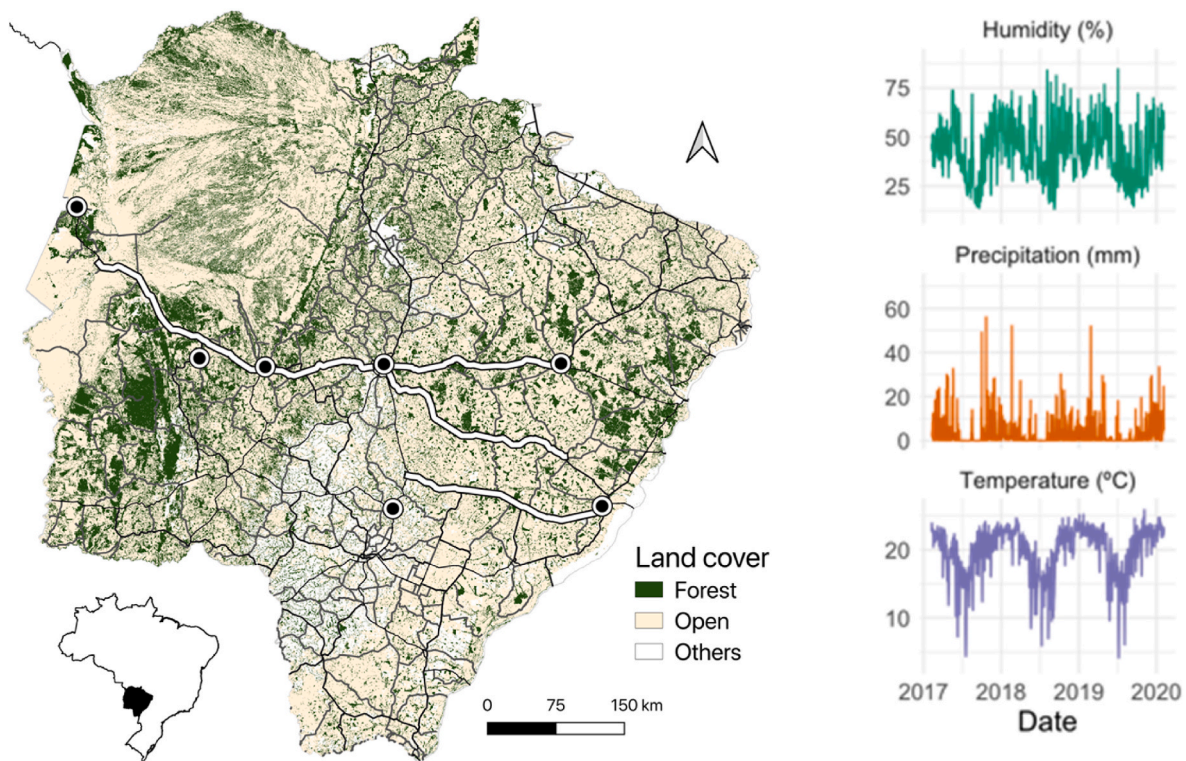 Humidity (%)
75
50
25
Precipitation (mm)
60
40
20
0
Temperature (ºC)
20
10
2017 2018 2019 2020
Date
Land cover
Forest
Open
Others
0 75 150 km